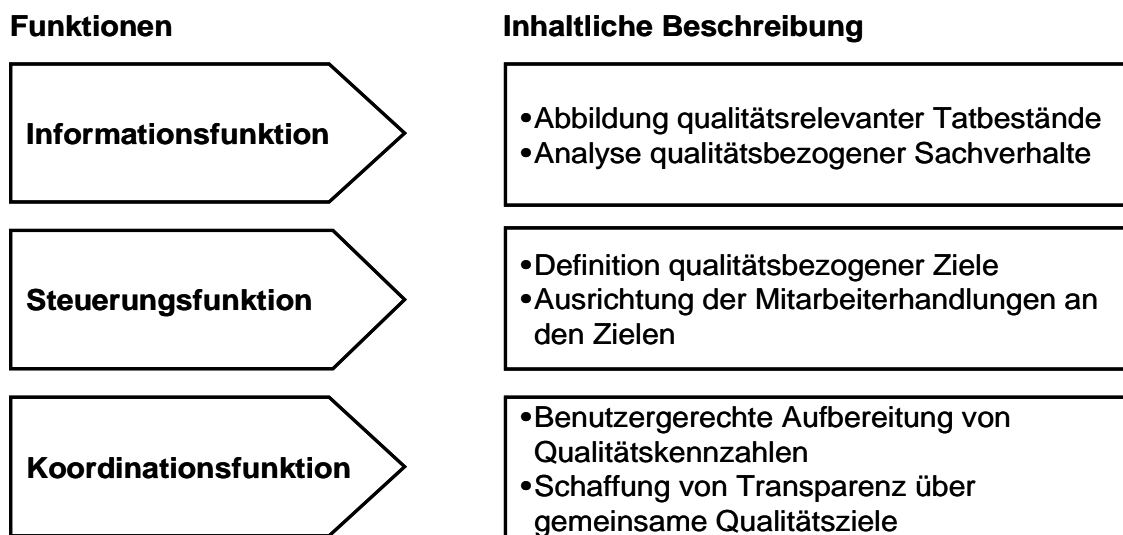 Funktionen
Inhaltliche Beschreibung
Informationsfunktion
•Abbildung qualitätsrelevanter Tatbestände
•Analyse qualitätsbezogener Sachverhalte
Steuerungsfunktion
•Definition qualitätsbezogener Ziele
•Ausrichtung der Mitarbeiterhandlungen an
den Zielen
Koordinationsfunktion
•Benutzergerechte Aufbereitung von
Qualitätskennzahlen
•Schaffung von Transparenz über
gemeinsame Qualitätsziele